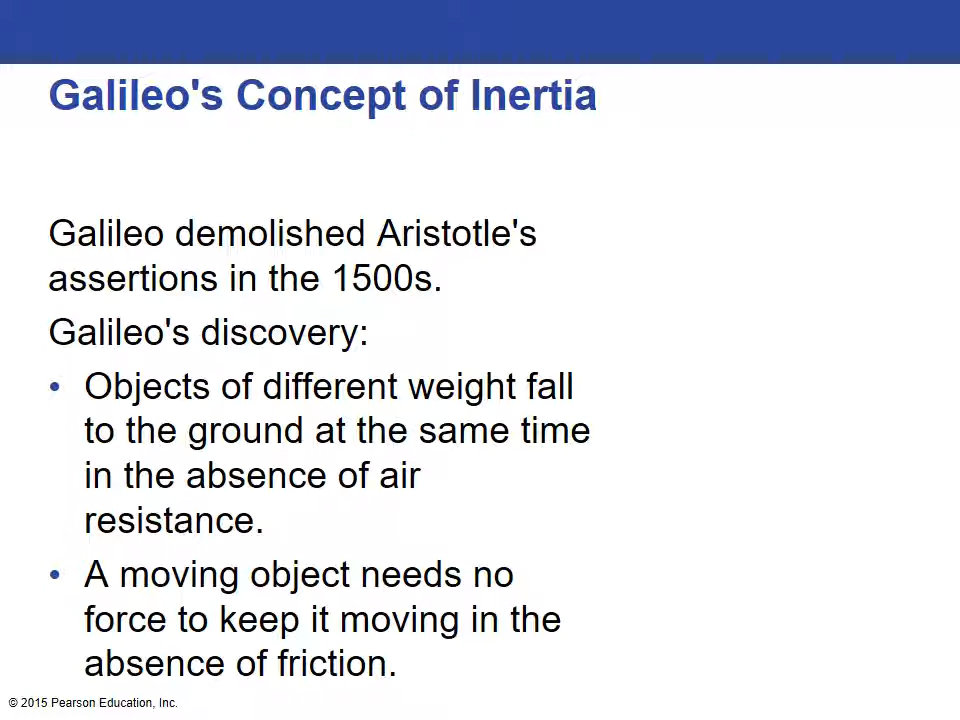 Galileo's Concept of Inertia
Galileo demolished Aristotle's
assertions in the 1500s.
Galileo's discovery:
• Objects of different weight fall
to the ground at the same time
in the absence of air
resistance.
• A moving object needs no
force to keep it moving in the
absence of friction.
© 2015 Pearson Education, Inc.